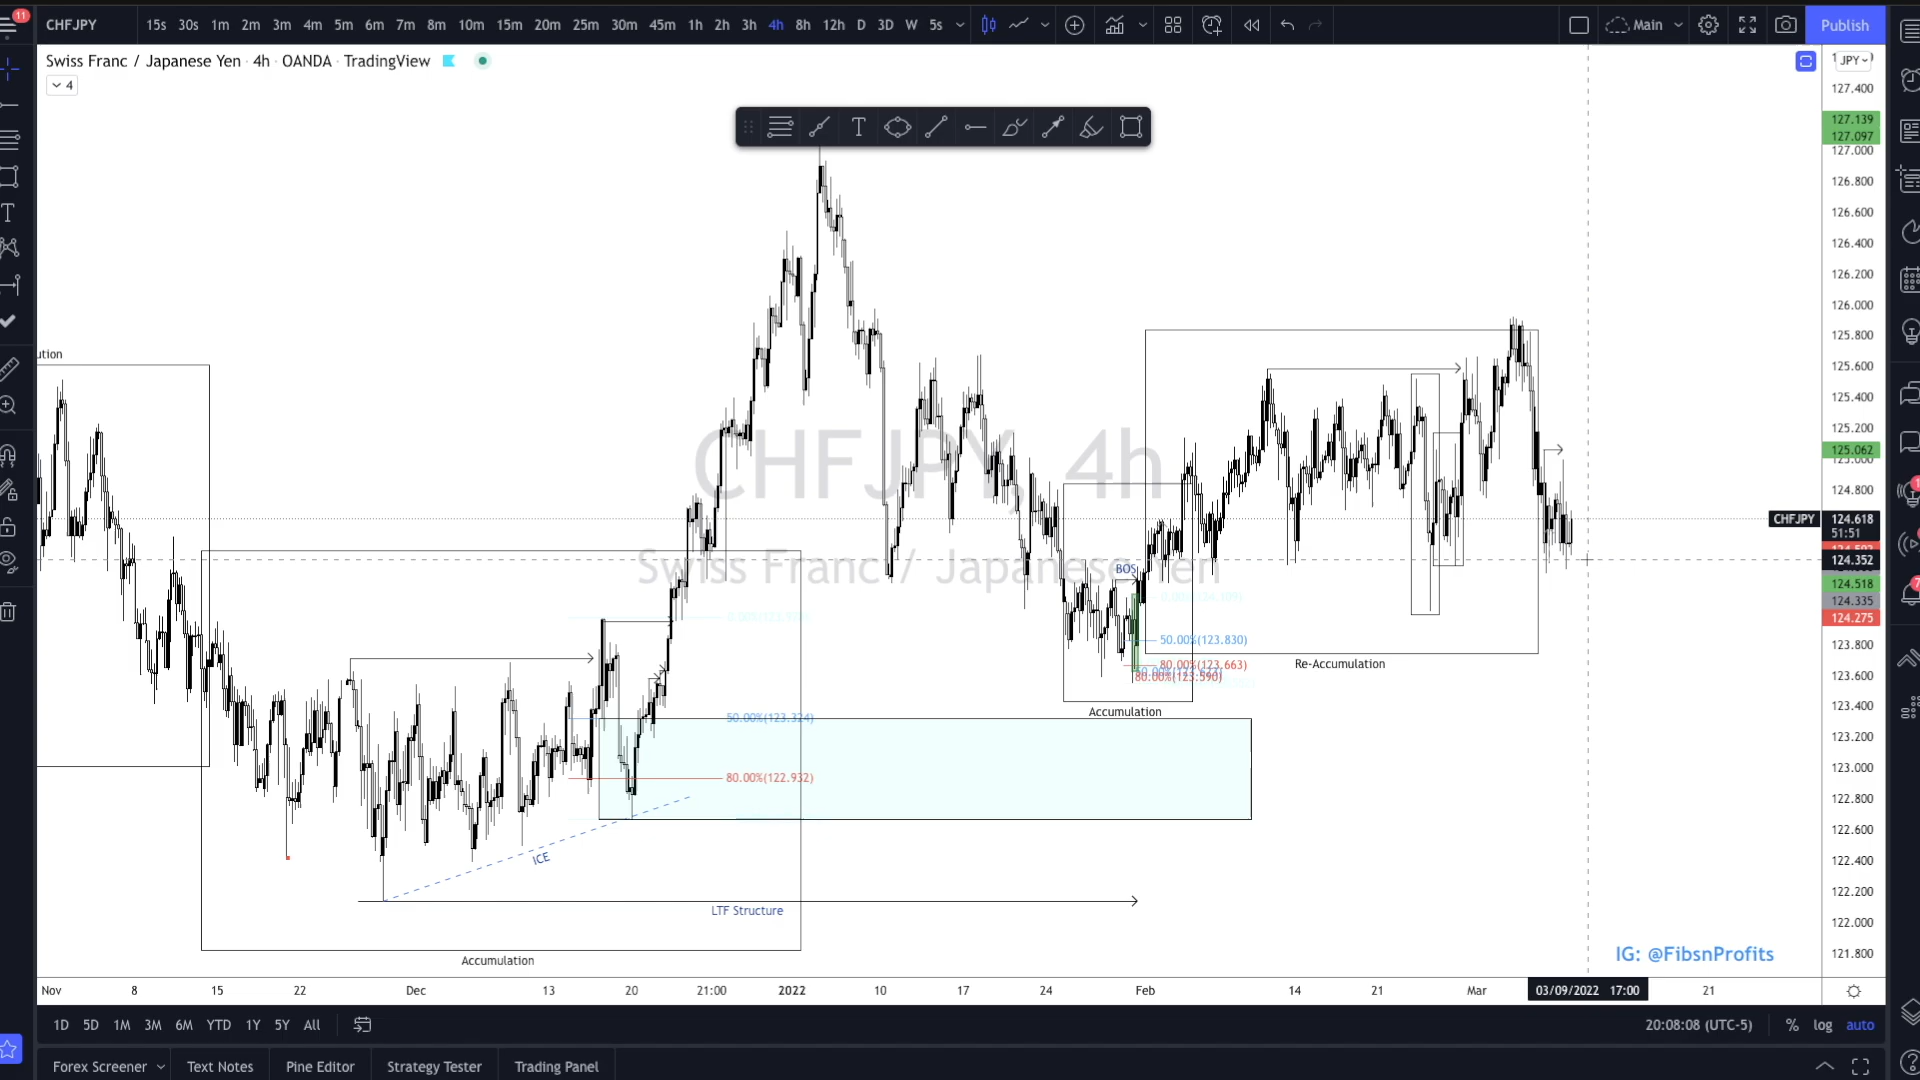 11
CHFJPY
15s 30s 1m 2m 3m 4m 5m 6m 7m 8m 10m 15m 20m 25m 30m 45m 1h 2h 3h 4h 8h 12h D 3D W 5s
Main
Publish
Swiss Franc / Japanese Yen · 4h · OANDA · TradingView
4
JPY
127.400
127.139
127.097
127.000
126.800
126.600
126.400
126.200
126.000
125.800
125.600
125.400
125.200
125.062
125.000
124.800
CHFJPY 124.618
51:51
124.352
124.518
124.335
124.275
123.800
123.600
123.400
123.200
123.000
122.800
122.600
122.400
122.200
122.000
121.800
CHFJPY, 4h
Swiss Franc / Japanese Yen
BOS
50.00%(123.830)
80.00%(123.663)
80.00%(123.590)
Re-Accumulation
Accumulation
50.00%(123.324)
80.00%(122.932)
ICE
LTF Structure
Accumulation
IG: @FibsnProfits
Nov 8 15 22 Dec 13 20 21:00 2022 10 17 24 Feb 14 21 Mar 03/09/2022 17:00 21
1D 5D 1M 3M 6M YTD 1Y 5Y All
20:08:08 (UTC-5) % log auto
Forex Screener Text Notes Pine Editor Strategy Tester Trading Panel